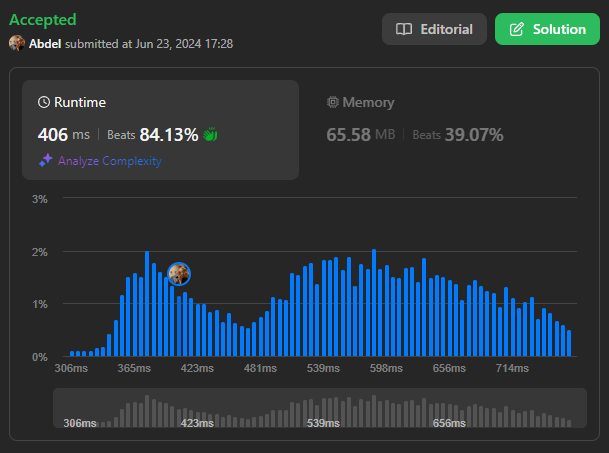 Accepted
Abdel submitted at Jun 23, 2024 17:28
Editorial
Solution
Runtime
406 ms | Beats 84.13%
Analyze Complexity
Memory
65.58 MB | Beats 39.07%
3%
2%
1%
0%
306ms 365ms 423ms 481ms 539ms 598ms 656ms 714ms
306ms 423ms 539ms 656ms